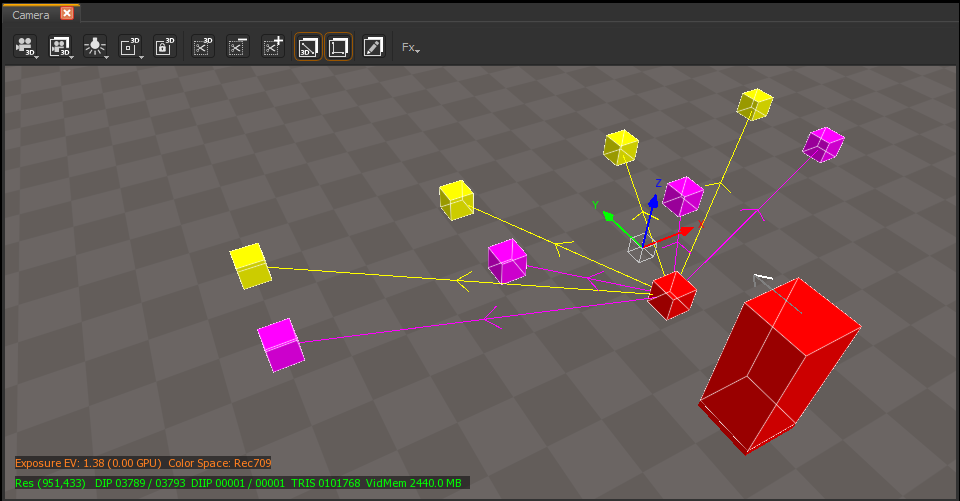 Camera
3D 3D 3D 3D 3D 3D Fx
Z
Y
Exposure EV: 1.38 (0.00 GPU) Color Space: Rec709
Res (951,433) DIP 03789 / 03793 DIIP 00001 / 00001 TRIS 0101768 VidMem 2440.0 MB